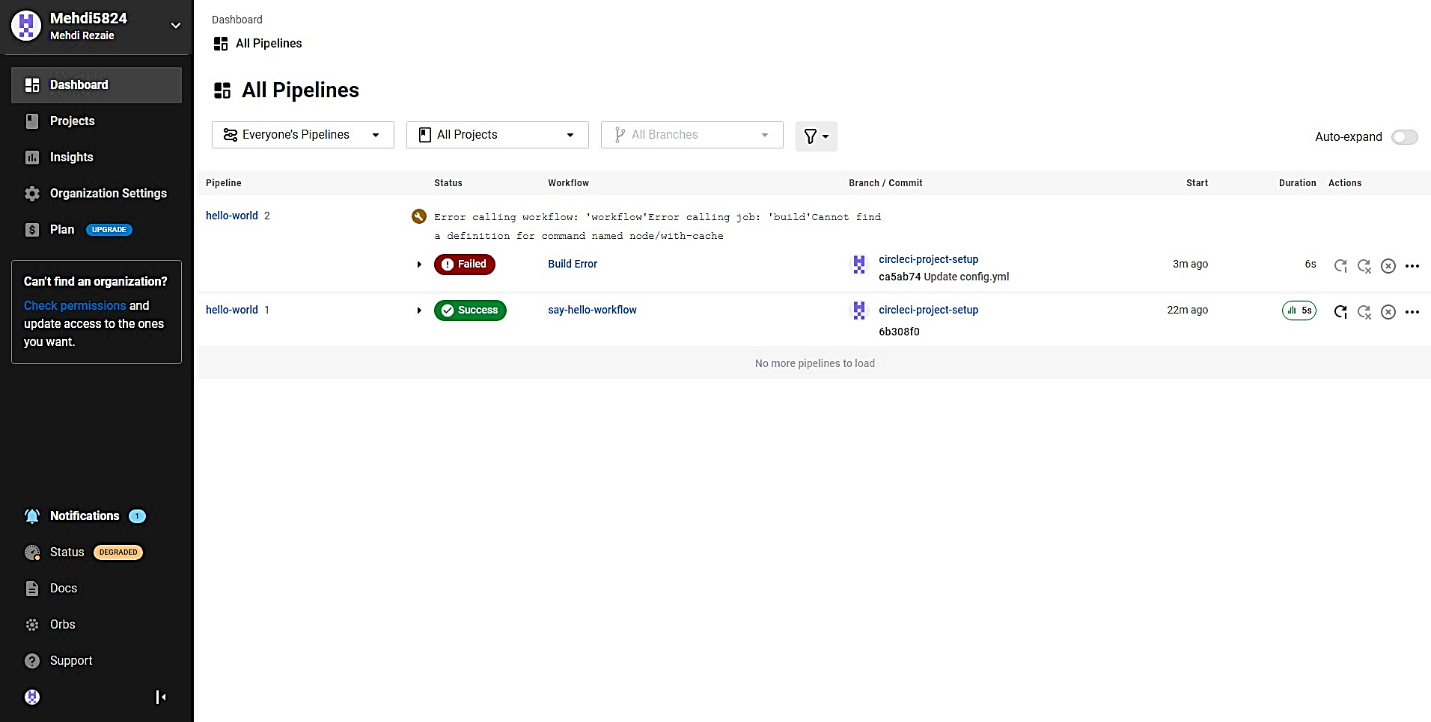 Mehdi5824
Mehdi Rezaie
Dashboard
Projects
Insights
Organization Settings
Plan UPGRADE
Can't find an organization?
Check permissions and
update access to the ones
you want.
Notifications 1
Status DEGRADED
Docs
Orbs
Support
Dashboard
All Pipelines
All Pipelines
Everyone's Pipelines All Projects All Branches
Auto-expand
Pipeline Status Workflow Branch / Commit Start Duration Actions
hello-world 2
Error calling workflow: 'workflow'Error calling job: 'build'Cannot find
a definition for command named node/with-cache
Failed Build Error circleci-project-setup 3m ago 6s
ca5ab74 Update config.yml
hello-world 1 Success say-hello-workflow circleci-project-setup 22m ago 5s
6b308f0
No more pipelines to load